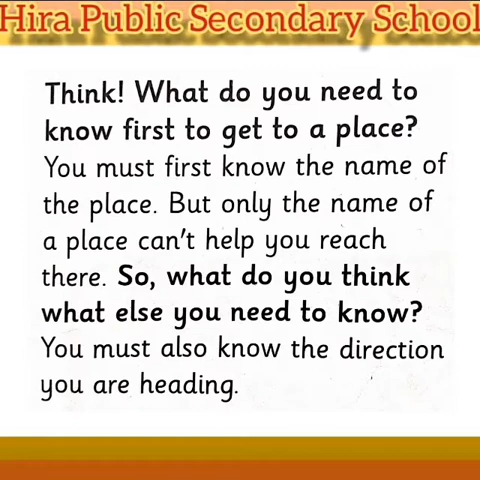 Hira Public Secondary School
Think! What do you need to
know first to get to a place?
You must first know the name of
the place. But only the name of
a place can't help you reach
there. So, what do you think
what else you need to know?
You must also know the direction
you are heading.